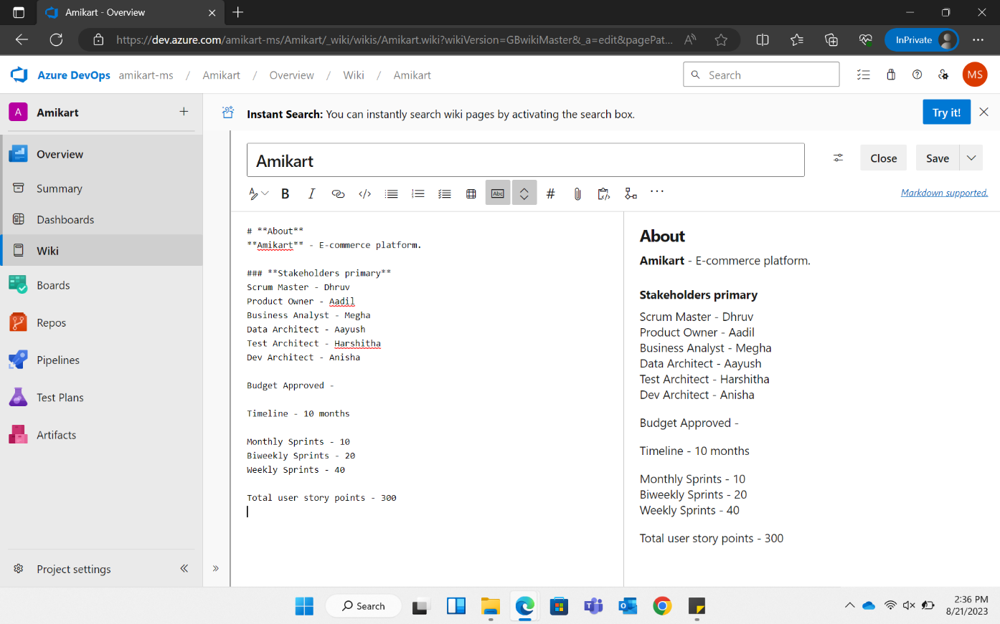 Amikart - Overview
https://dev.azure.com/amikart-ms/Amikart/_wiki/wikis/Amikart.wiki?wikiVersion=GBwikiMaster&_a=edit&pagePat...
InPrivate
Azure DevOps amikart-ms / Amikart / Overview / Wiki / Amikart
Search
MS
A Amikart
Instant Search: You can instantly search wiki pages by activating the search box.
Try it!
Overview
Summary
Dashboards
Wiki
Boards
Repos
Pipelines
Test Plans
Artifacts
Project settings
Amikart
Close
Save
B I </> Abc #
Markdown supported.
# **About**
**Amikart** - E-commerce platform.
### **Stakeholders primary**
Scrum Master - Dhruv
Product Owner - Aadil
Business Analyst - Megha
Data Architect - Aayush
Test Architect - Harshitha
Dev Architect - Anisha
Budget Approved -
Timeline - 10 months
Monthly Sprints - 10
Biweekly Sprints - 20
Weekly Sprints - 40
Total user story points - 300
About
Amikart - E-commerce platform.
Stakeholders primary
Scrum Master - Dhruv
Product Owner - Aadil
Business Analyst - Megha
Data Architect - Aayush
Test Architect - Harshitha
Dev Architect - Anisha
Budget Approved -
Timeline - 10 months
Monthly Sprints - 10
Biweekly Sprints - 20
Weekly Sprints - 40
Total user story points - 300
Search
2:36 PM
8/21/2023